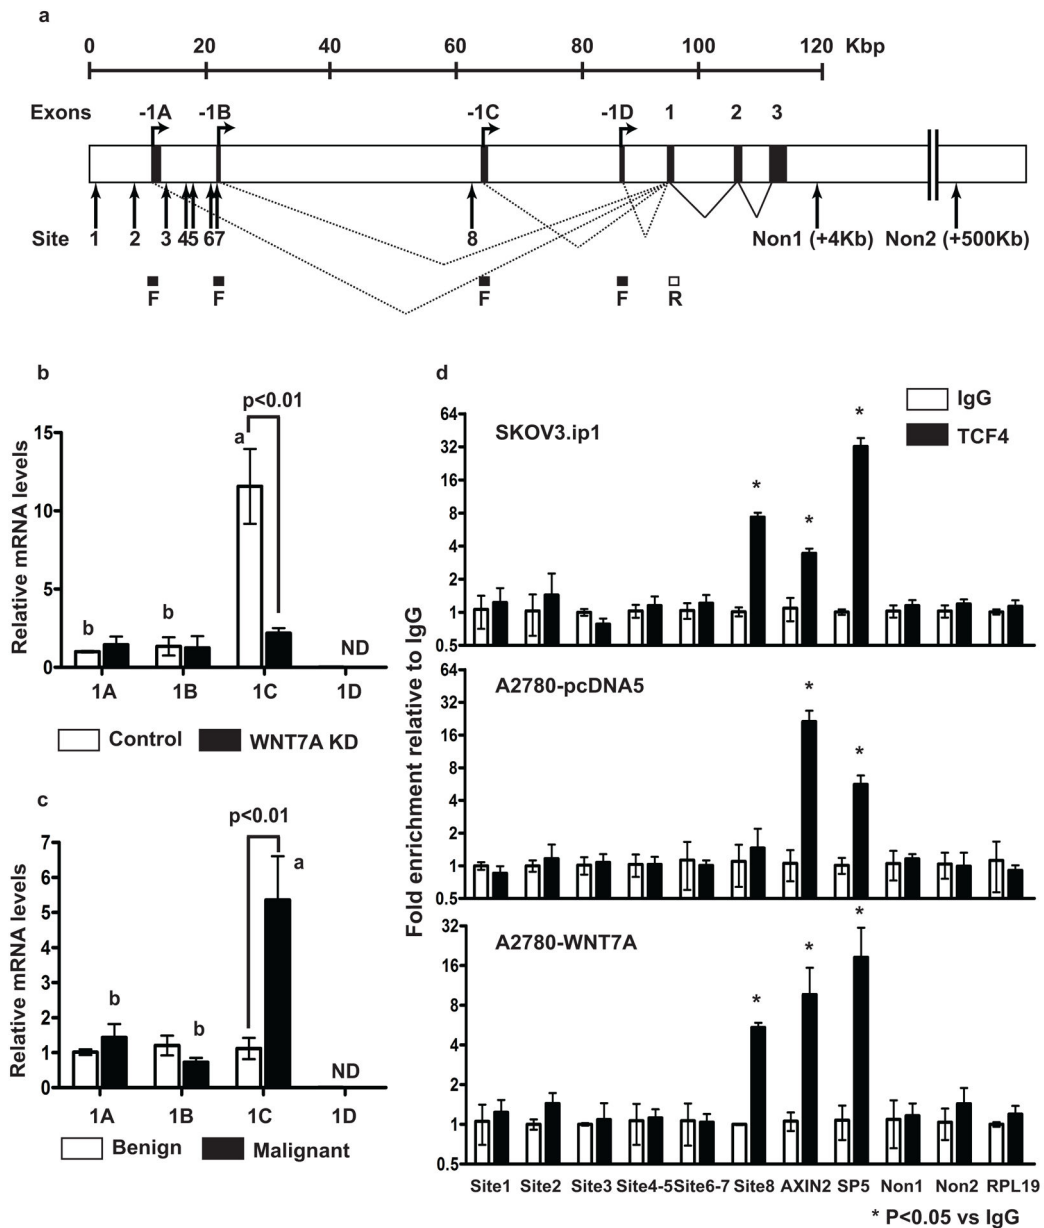 a
0 20 40 60 80 100 120 Kbp
Exons -1A -1B -1C -1D 1 2 3
Site 1 2 3 45 67 8 Non1 (+4Kb) Non2 (+500Kb)
F F F F R
b
Relative mRNA levels
15
10
5
0
b b a p<0.01 ND
1A 1B 1C 1D
Control WNT7A KD
c
Relative mRNA levels
7
6
5
4
3
2
1
0
b b p<0.01 a ND
1A 1B 1C 1D
Benign Malignant
d
IgG
TCF4
Fold enrichment relative to IgG
SKOV3.ip1
64
32
16
8
4
2
1
0.5
* * *
A2780-pcDNA5
64
32
16
8
4
2
1
0.5
* *
A2780-WNT7A
32
16
8
4
2
1
0.5
* * *
Site1 Site2 Site3 Site4-5 Site6-7 Site8 AXIN2 SP5 Non1 Non2 RPL19
* P<0.05 vs IgG